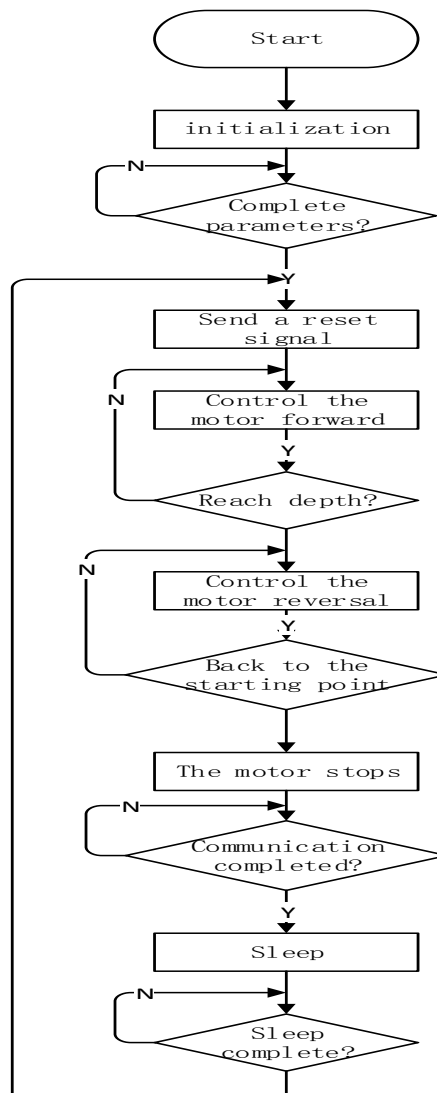 Start
initialization
N
Complete
parameters?
Y
Send a reset
signal
N
Control the
motor forward
Y
Reach depth?
N
Control the
motor reversal
Y
Back to the
starting point
The motor stops
N
Communication
completed?
Y
Sleep
N
Sleep
complete?